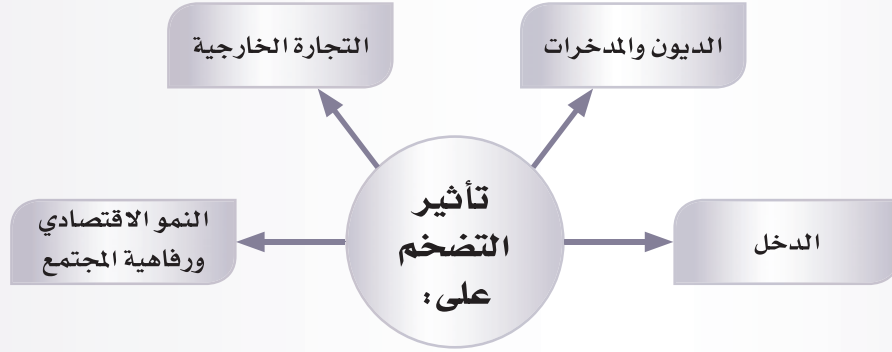 تأثير
التضخم
على:
الدخل
الديون والمدخرات
التجارة الخارجية
النمو الاقتصادي
ورفاهية المجتمع